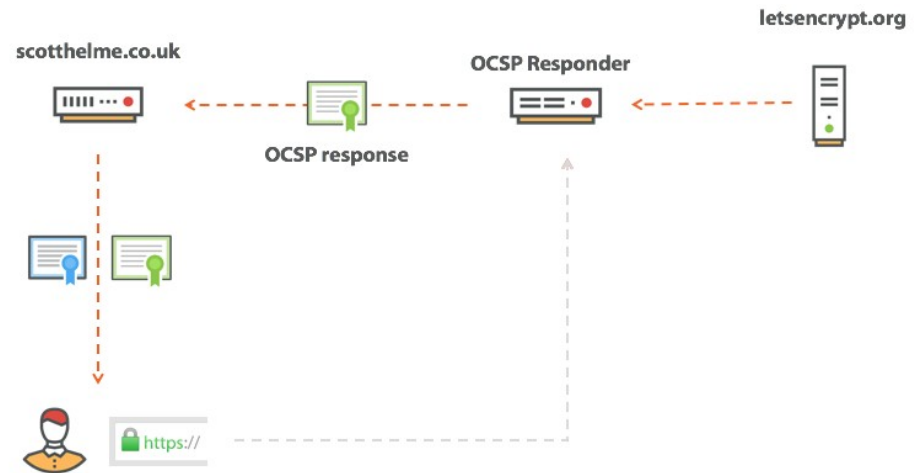 letsencrypt.org
scotthelme.co.uk
OCSP Responder
OCSP response
https://